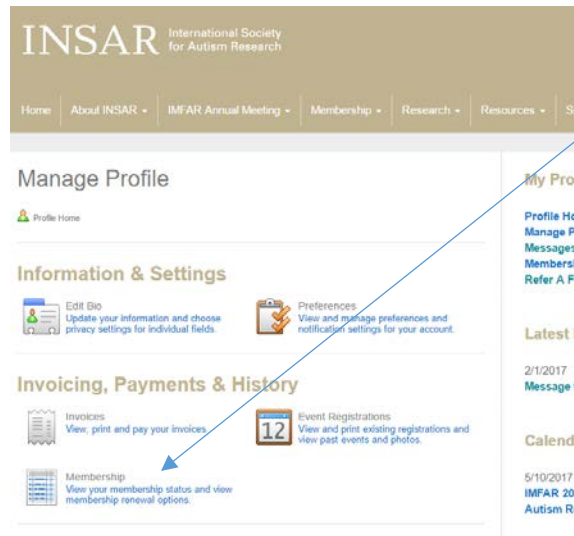 INSAR International Society
for Autism Research
Home About INSAR IMFAR Annual Meeting Membership Research Resources S
Manage Profile
Profile Home
Information & Settings
Edit Bio
Update your information and choose
privacy settings for individual fields.
Preferences
View and manage preferences and
notification settings for your account.
Invoicing, Payments & History
Invoices
View, print and pay your invoices.
Event Registrations
12
View and print existing registrations and
view past events and photos.
Membership
View your membership status and view
membership renewal options.
My Pro
Profile Ho
Manage P
Messages
Membersh
Refer A F
Latest
2/1/2017
Message
Calend
5/10/2017
IMFAR 20
Autism R